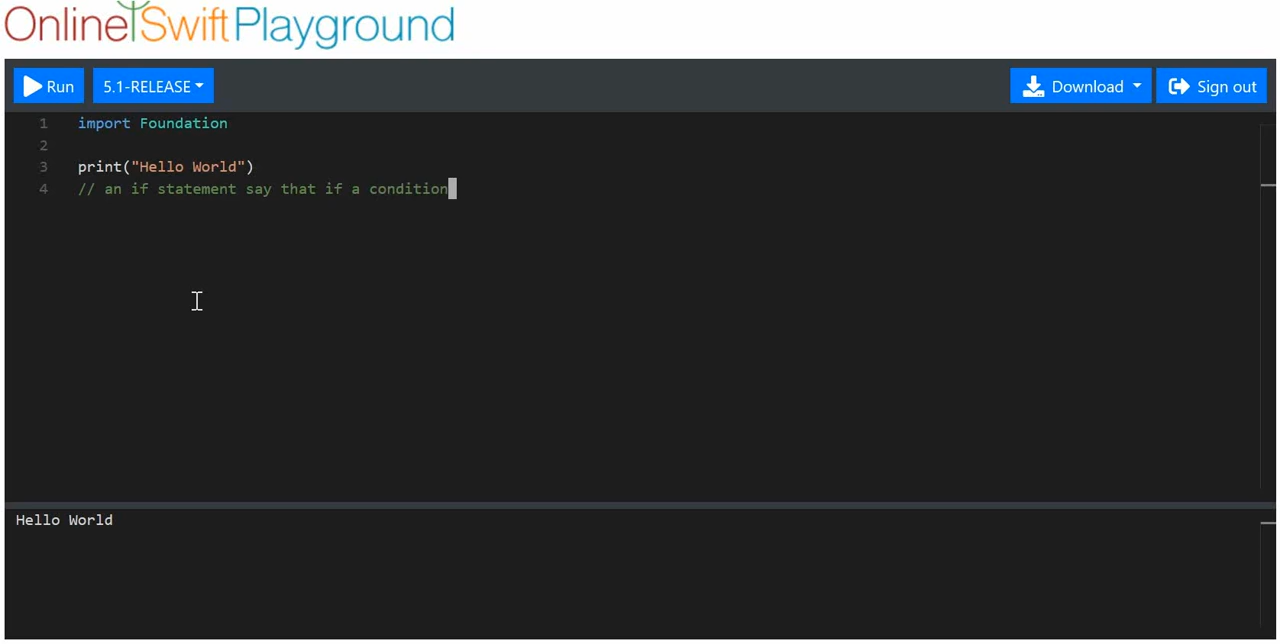 Online Swift Playground
Run 5.1-RELEASE Download Sign out
1 import Foundation
2
3 print("Hello World")
4 // an if statement say that if a condition
Hello World